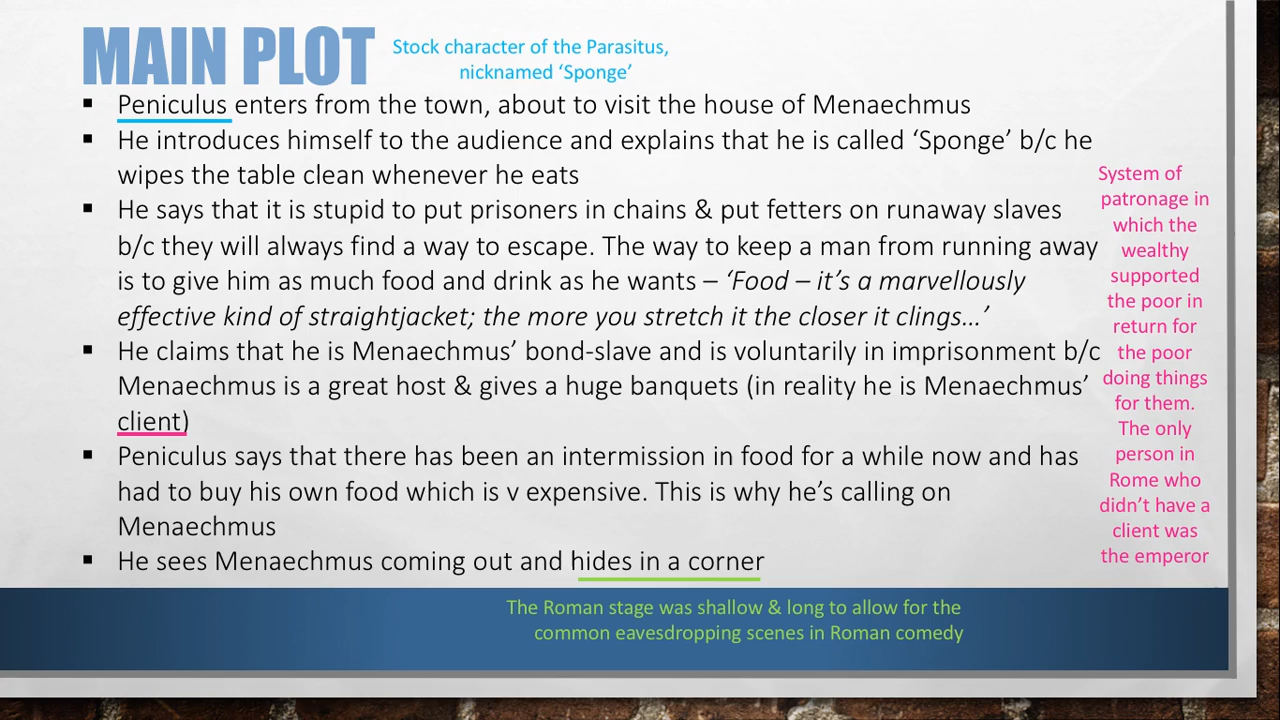 MAIN PLOT
Stock character of the Parasitus,
nicknamed ‘Sponge’
▪ Peniculus enters from the town, about to visit the house of Menaechmus
▪ He introduces himself to the audience and explains that he is called ‘Sponge’ b/c he
wipes the table clean whenever he eats
▪ He says that it is stupid to put prisoners in chains & put fetters on runaway slaves
b/c they will always find a way to escape. The way to keep a man from running away
is to give him as much food and drink as he wants – ‘Food – it’s a marvellously
effective kind of straightjacket; the more you stretch it the closer it clings…’
▪ He claims that he is Menaechmus’ bond-slave and is voluntarily in imprisonment b/c
Menaechmus is a great host & gives a huge banquets (in reality he is Menaechmus’
client)
▪ Peniculus says that there has been an intermission in food for a while now and has
had to buy his own food which is v expensive. This is why he’s calling on
Menaechmus
▪ He sees Menaechmus coming out and hides in a corner
System of
patronage in
which the
wealthy
supported
the poor in
return for
the poor
doing things
for them.
The only
person in
Rome who
didn’t have a
client was
the emperor
The Roman stage was shallow & long to allow for the
common eavesdropping scenes in Roman comedy